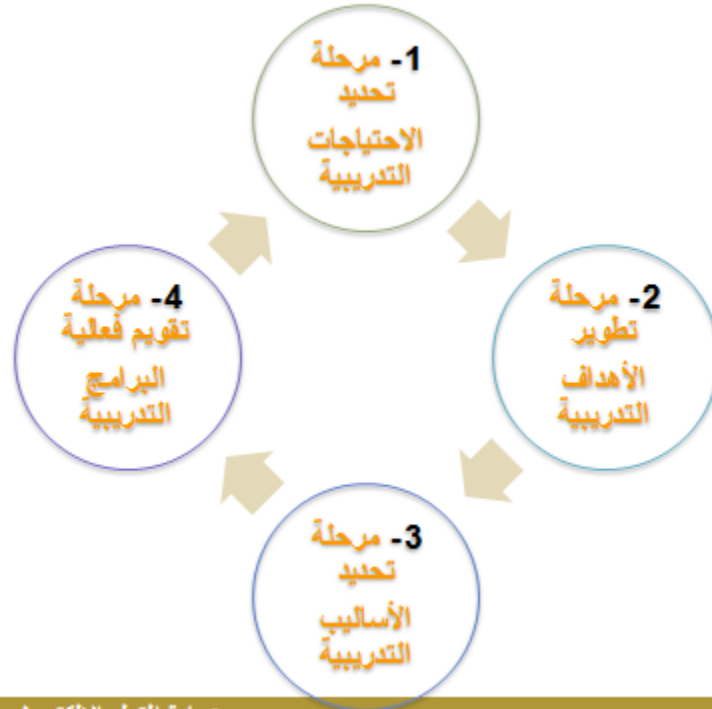 1- مرحلة
تحديد
الاحتياجات
التدريبية
2- مرحلة
تطوير
الأهداف
التدريبية
3- مرحلة
تحديد
الأساليب
التدريبية
4- مرحلة
تقويم فعالية
البرامج
التدريبية